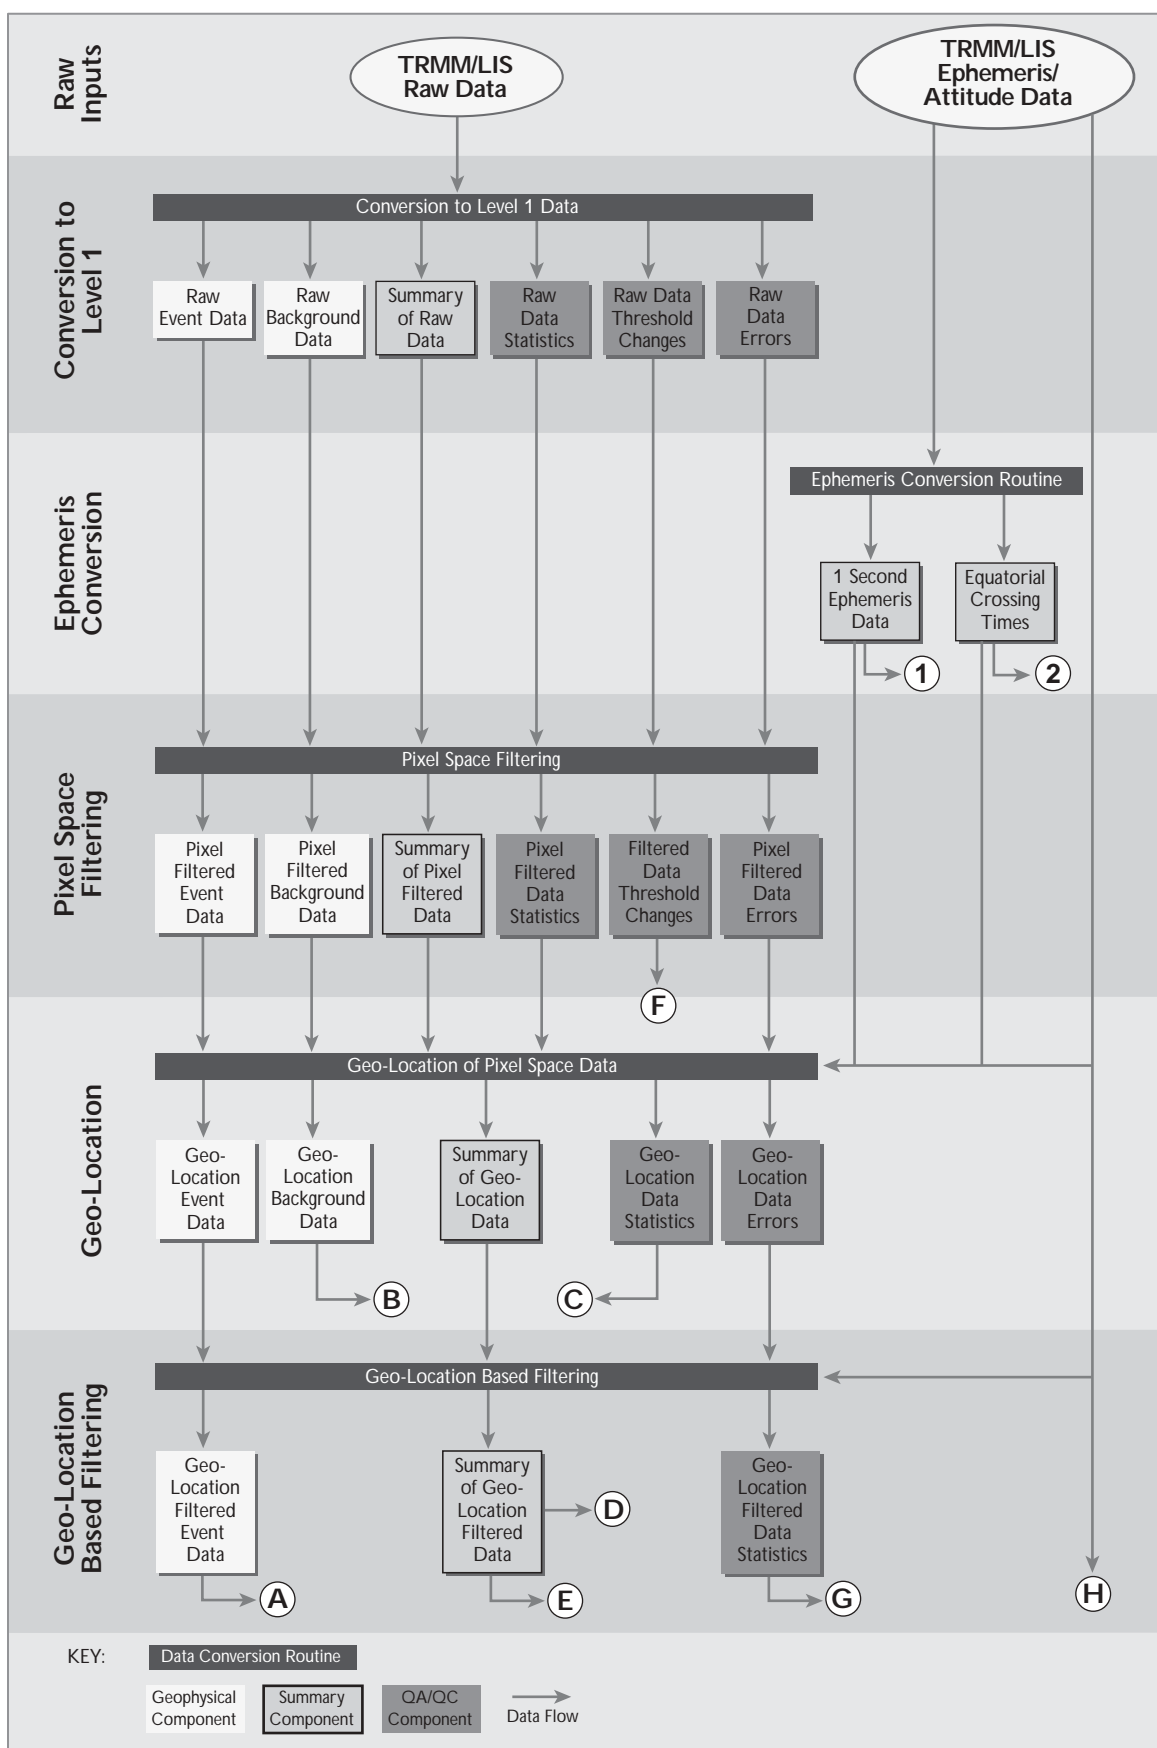 Raw
Inputs
TRMM/LIS
Raw Data
TRMM/LIS
Ephemeris/
Attitude Data
Conversion to
Level 1
Conversion to Level 1 Data
Raw
Event Data
Raw
Background
Data
Summary
of Raw
Data
Raw
Data
Statistics
Raw Data
Threshold
Changes
Raw
Data
Errors
Ephemeris
Conversion
Ephemeris Conversion Routine
1 Second
Ephemeris
Data
Equatorial
Crossing
Times
1
2
Pixel Space
Filtering
Pixel Space Filtering
Pixel
Filtered
Event
Data
Pixel
Filtered
Background
Data
Summary
of Pixel
Filtered
Data
Pixel
Filtered
Data
Statistics
Filtered
Data
Threshold
Changes
Pixel
Filtered
Data
Errors
F
Geo-Location
Geo-Location of Pixel Space Data
Geo-
Location
Event
Data
Geo-
Location
Background
Data
Summary
of Geo-
Location
Data
Geo-
Location
Data
Statistics
Geo-
Location
Data
Errors
B
C
Geo-Location
Based Filtering
Geo-Location Based Filtering
Geo-
Location
Filtered
Event
Data
Summary
of Geo-
Location
Filtered
Data
Geo-
Location
Filtered
Data
Statistics
D
A
E
G
H
KEY:
Data Conversion Routine
Geophysical
Component
Summary
Component
QA/QC
Component
Data Flow